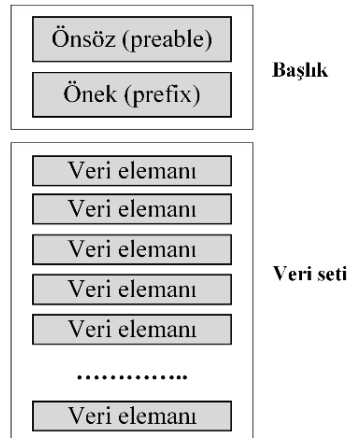 Önsöz (preable)
Önek (prefix)
Başlık
Veri elemanı
Veri elemanı
Veri elemanı
Veri elemanı
Veri elemanı
Veri seti
…………..
Veri elemanı